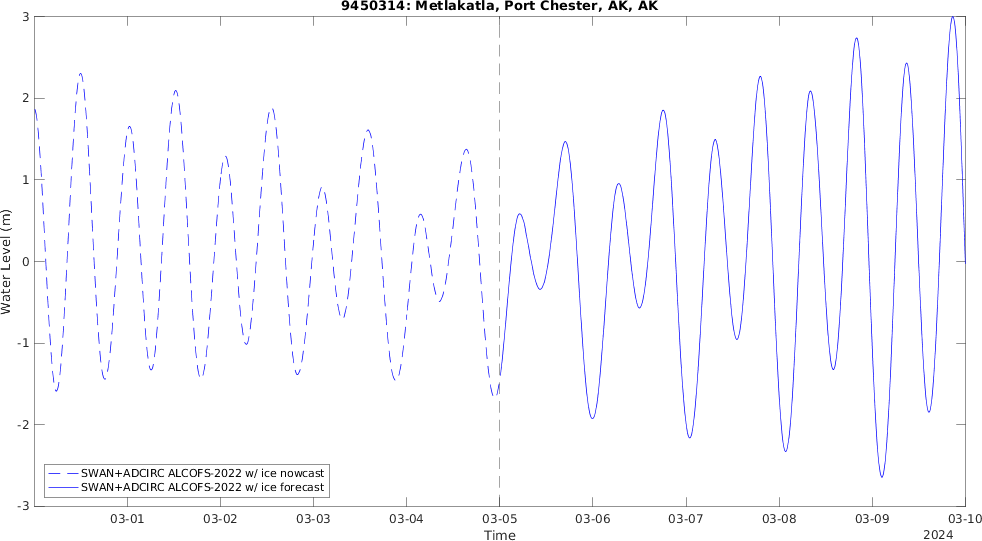 9450314: Metlakatla, Port Chester, AK, AK
3
2
1
0
-1
-2
-3
Water Level (m)
SWAN+ADCIRC ALCOFS-2022 w/ ice nowcast
SWAN+ADCIRC ALCOFS-2022 w/ ice forecast
03-01 03-02 03-03 03-04 03-05 03-06 03-07 03-08 03-09 03-10
Time
2024